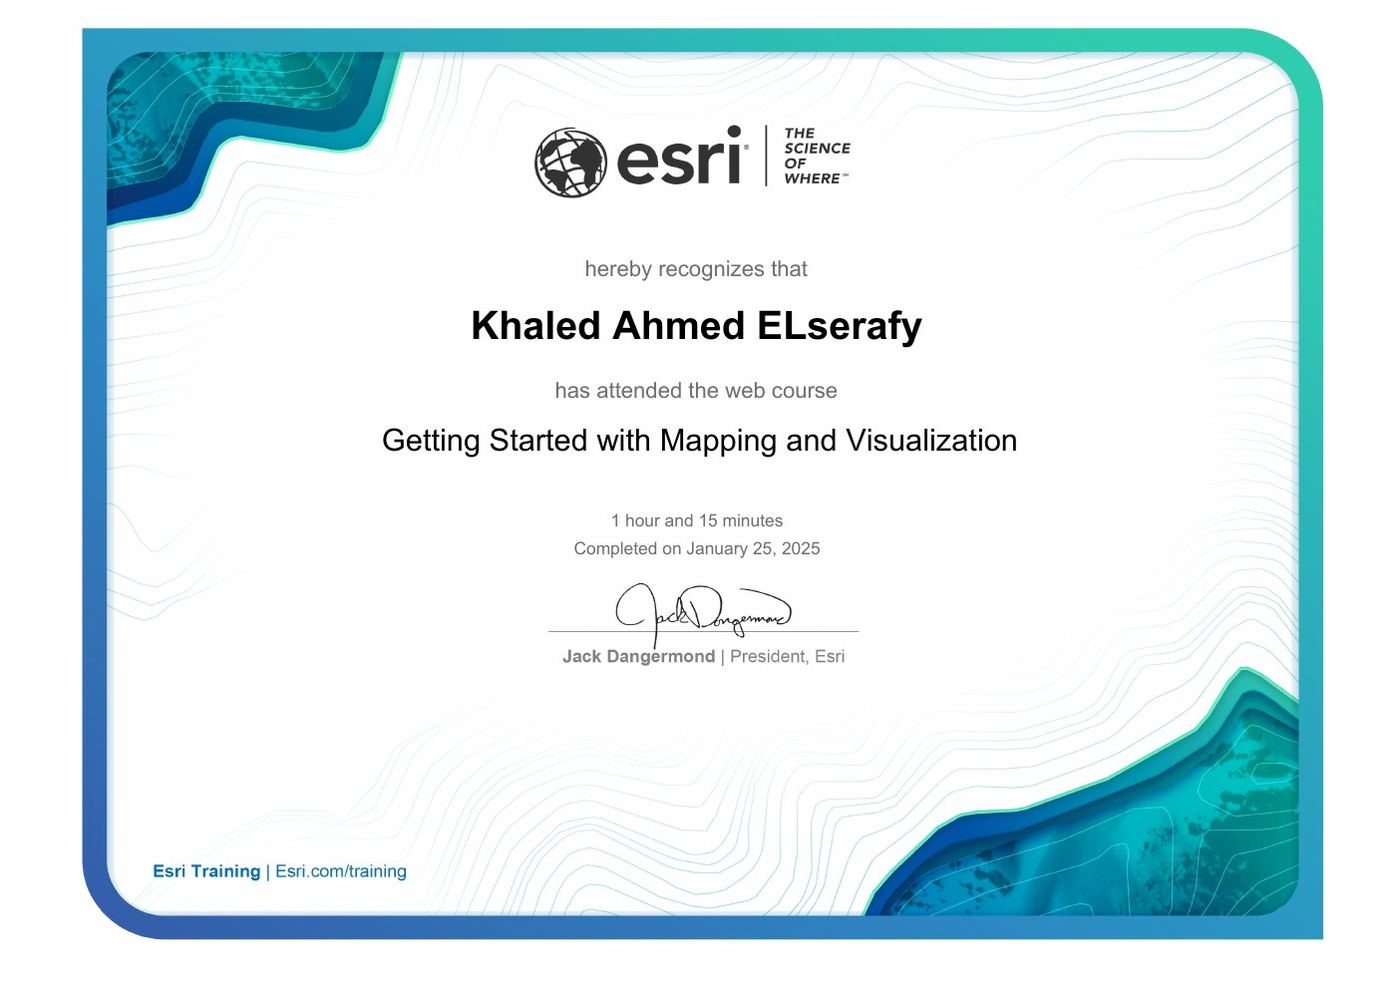 esri® | THE SCIENCE OF WHERE™
hereby recognizes that
Khaled Ahmed ELserafy
has attended the web course
Getting Started with Mapping and Visualization
1 hour and 15 minutes
Completed on January 25, 2025
Jack Dangermond
Jack Dangermond | President, Esri
Esri Training | Esri.com/training